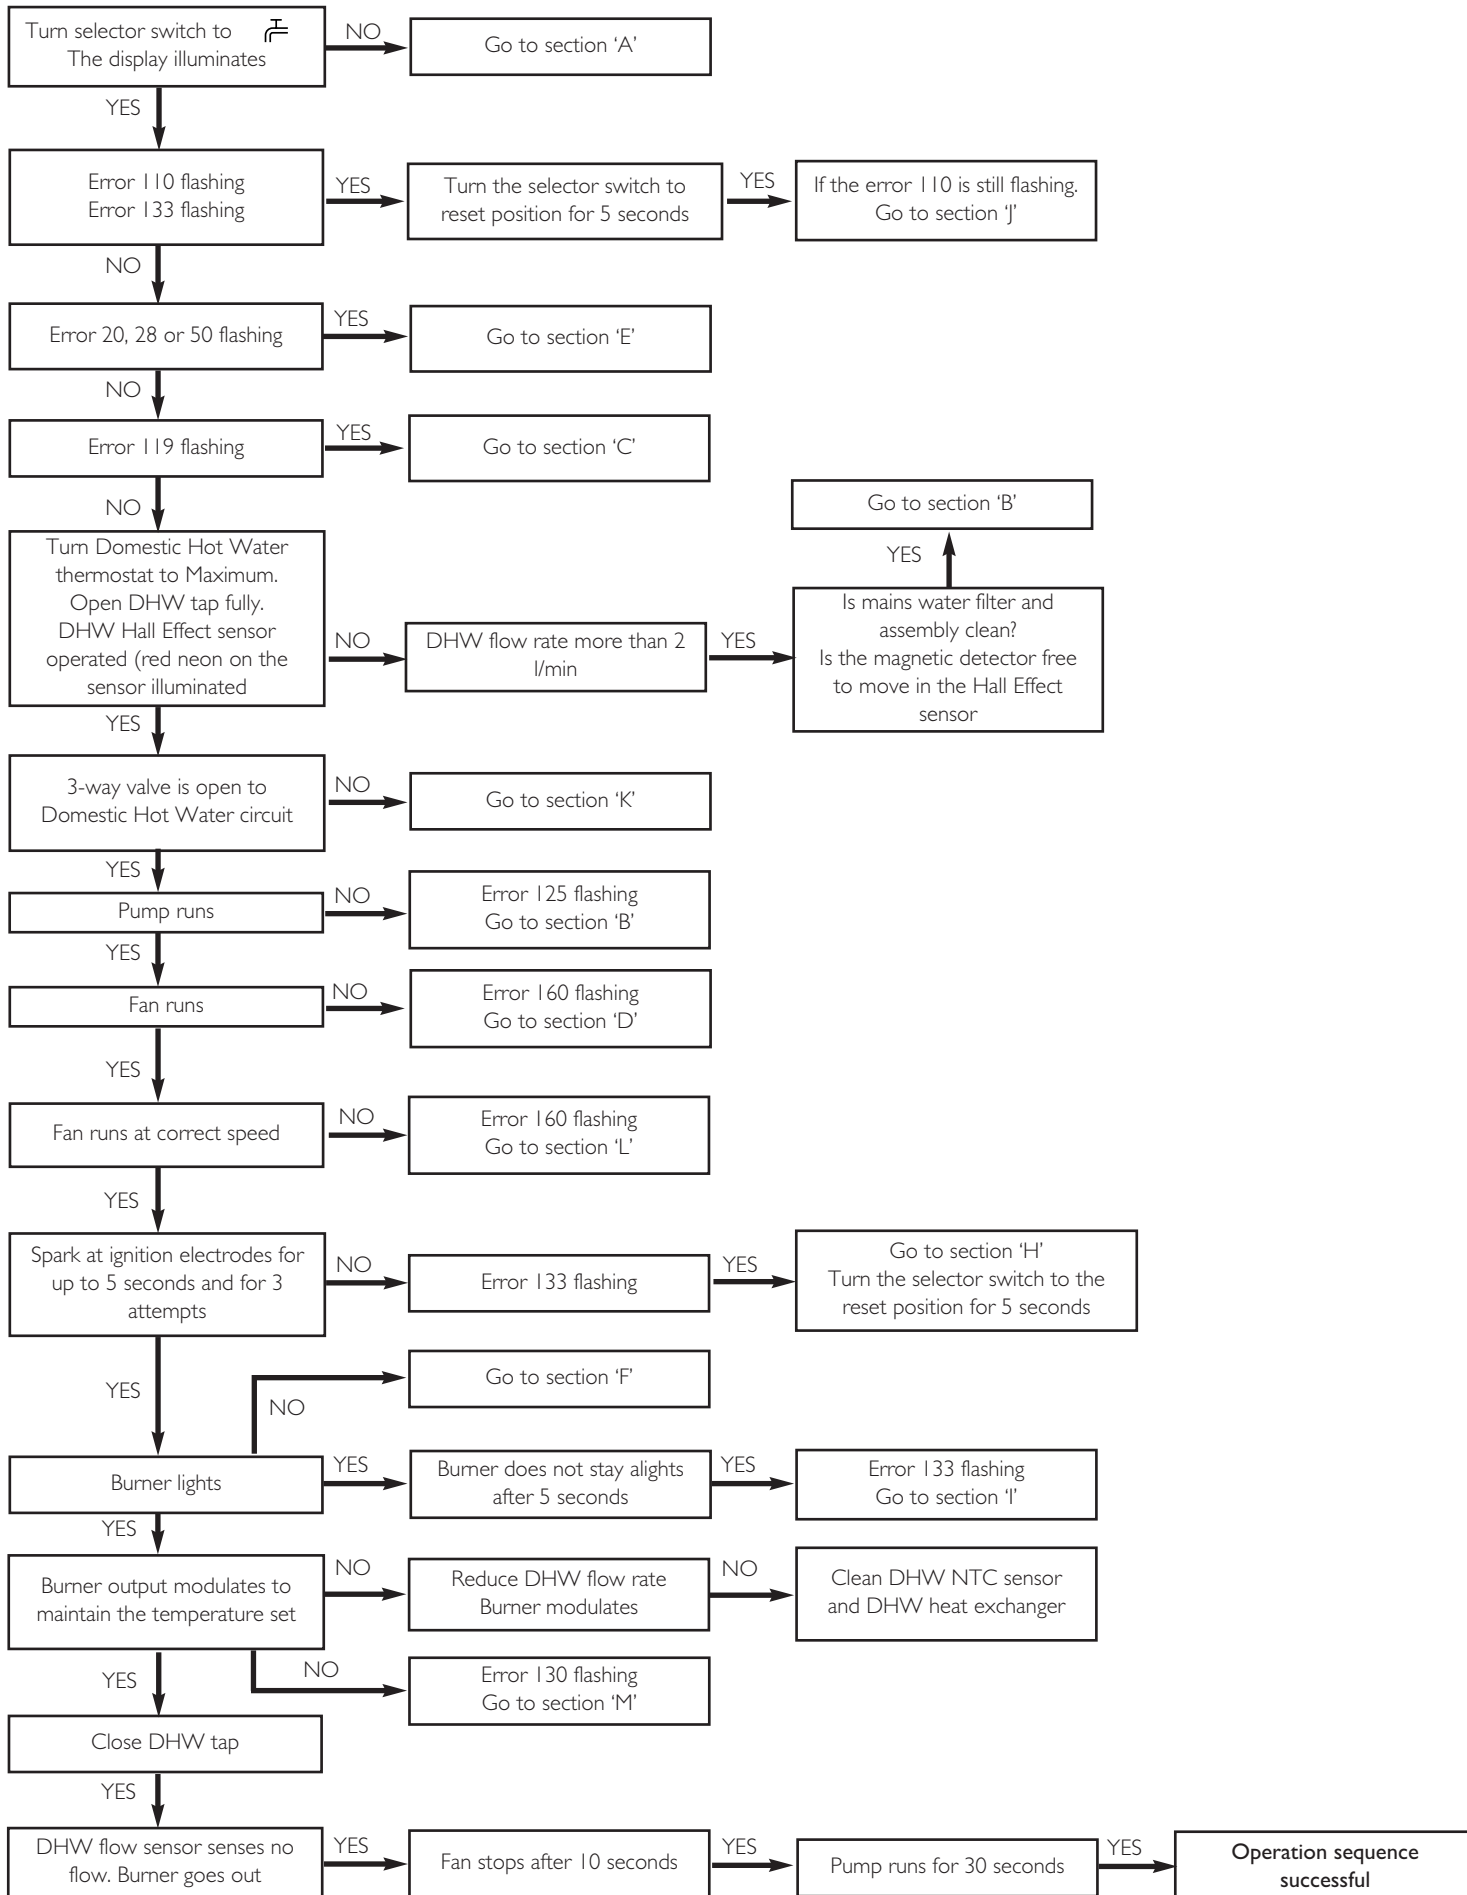 Turn selector switch to
The display illuminates
NO
Go to section ‘A’
YES
Error 110 flashing
Error 133 flashing
YES
Turn the selector switch to
reset position for 5 seconds
YES
If the error 110 is still flashing.
Go to section ‘J’
NO
Error 20, 28 or 50 flashing
YES
Go to section ‘E’
NO
Error 119 flashing
YES
Go to section ‘C’
NO
Turn Domestic Hot Water
thermostat to Maximum.
Open DHW tap fully.
DHW Hall Effect sensor
operated (red neon on the
sensor illuminated
NO
DHW flow rate more than 2
l/min
YES
Is mains water filter and
assembly clean?
Is the magnetic detector free
to move in the Hall Effect
sensor
YES
Go to section ‘B’
YES
3-way valve is open to
Domestic Hot Water circuit
NO
Go to section ‘K’
YES
Pump runs
NO
Error 125 flashing
Go to section ‘B’
YES
Fan runs
NO
Error 160 flashing
Go to section ‘D’
YES
Fan runs at correct speed
NO
Error 160 flashing
Go to section ‘L’
YES
Spark at ignition electrodes for
up to 5 seconds and for 3
attempts
NO
Error 133 flashing
YES
Go to section ‘H’
Turn the selector switch to the
reset position for 5 seconds
YES
NO
Go to section ‘F’
Burner lights
YES
Burner does not stay alights
after 5 seconds
YES
Error 133 flashing
Go to section ‘I’
YES
Burner output modulates to
maintain the temperature set
NO
Reduce DHW flow rate
Burner modulates
NO
Clean DHW NTC sensor
and DHW heat exchanger
YES
NO
Error 130 flashing
Go to section ‘M’
Close DHW tap
YES
DHW flow sensor senses no
flow. Burner goes out
YES
Fan stops after 10 seconds
YES
Pump runs for 30 seconds
YES
Operation sequence
successful